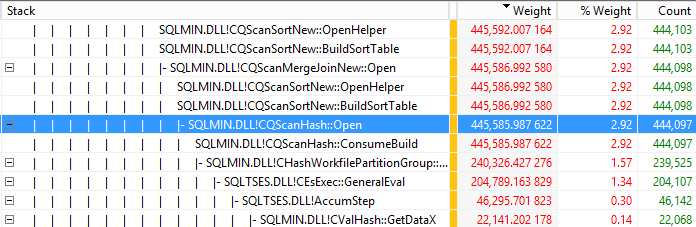 Stack Weight % Weight Count
SQLMIN.DLL!CQScanSortNew::OpenHelper 445,592.007 164 2.92 444,103
SQLMIN.DLL!CQScanSortNew::BuildSortTable 445,592.007 164 2.92 444,103
|- SQLMIN.DLL!CQScanMergeJoinNew::Open 445,586.992 580 2.92 444,098
SQLMIN.DLL!CQScanSortNew::OpenHelper 445,586.992 580 2.92 444,098
SQLMIN.DLL!CQScanSortNew::BuildSortTable 445,586.992 580 2.92 444,098
|- SQLMIN.DLL!CQScanHash::Open 445,585.987 622 2.92 444,097
SQLMIN.DLL!CQScanHash::ConsumeBuild 445,585.987 622 2.92 444,097
|- SQLMIN.DLL!CHashWorkfilePartitionGroup::... 240,326.427 276 1.57 239,525
|- SQLTSES.DLL!CEsExec::GeneralEval 204,789.163 829 1.34 204,107
|- SQLTSES.DLL!AccumStep 46,295.701 823 0.30 46,142
|- SQLMIN.DLL!CValHash::GetDataX 22,141.202 178 0.14 22,068